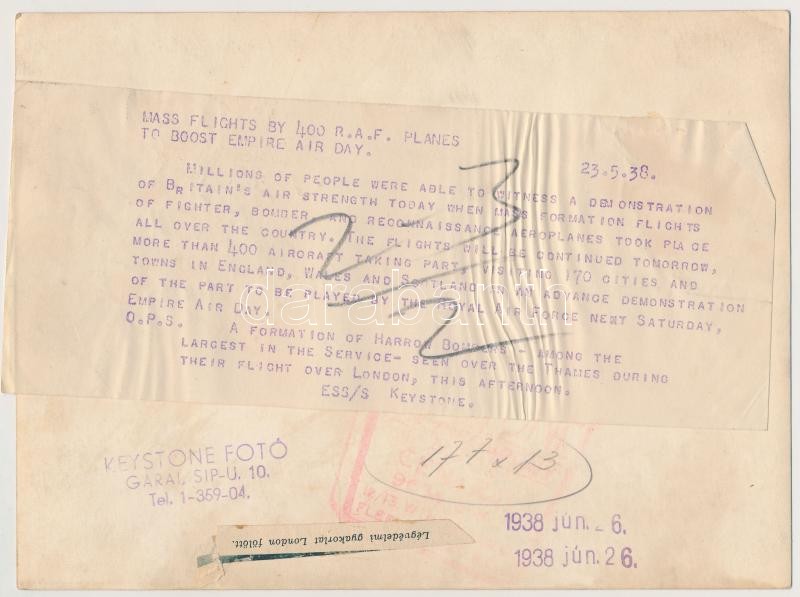 MASS FLIGHTS BY 400 R.A.F. PLANES
TO BOOST EMPIRE AIR DAY.
23.5.38.
MILLIONS OF PEOPLE WERE ABLE TO WITNESS A DEMONSTRATION
OF BRITAIN'S AIR STRENGTH TODAY WHEN MASS FORMATION FLIGHTS
OF FIGHTER, BOMBER AND RECONNAISSANCE AEROPLANES TOOK PLACE
ALL OVER THE COUNTRY. THE FLIGHTS WILL BE CONTINUED TOMORROW,
MORE THAN 400 AIRCRAFT TAKING PART, VISITING 170 CITIES AND
TOWNS IN ENGLAND, WALES AND SCOTLAND IN AN ADVANCE DEMONSTRATION
OF THE PART TO BE PLAYED BY THE ROYAL AIR FORCE NEXT SATURDAY,
EMPIRE AIR DAY.
O.P.S. A FORMATION OF HARROW BOMBERS - AMONG THE
LARGEST IN THE SERVICE- SEEN OVER THE THAMES DURING
THEIR FLIGHT OVER LONDON, THIS AFTERNOON.
ESS/S KEYSTONE.
darabanth
KEYSTONE FOTÓ
GARAI, SIP-U. 10.
Tel. 1-359-04.
177 x 13
1938 jún. 26.
1938 jún. 26.
Légvédelmi gyakorlat London fölött.